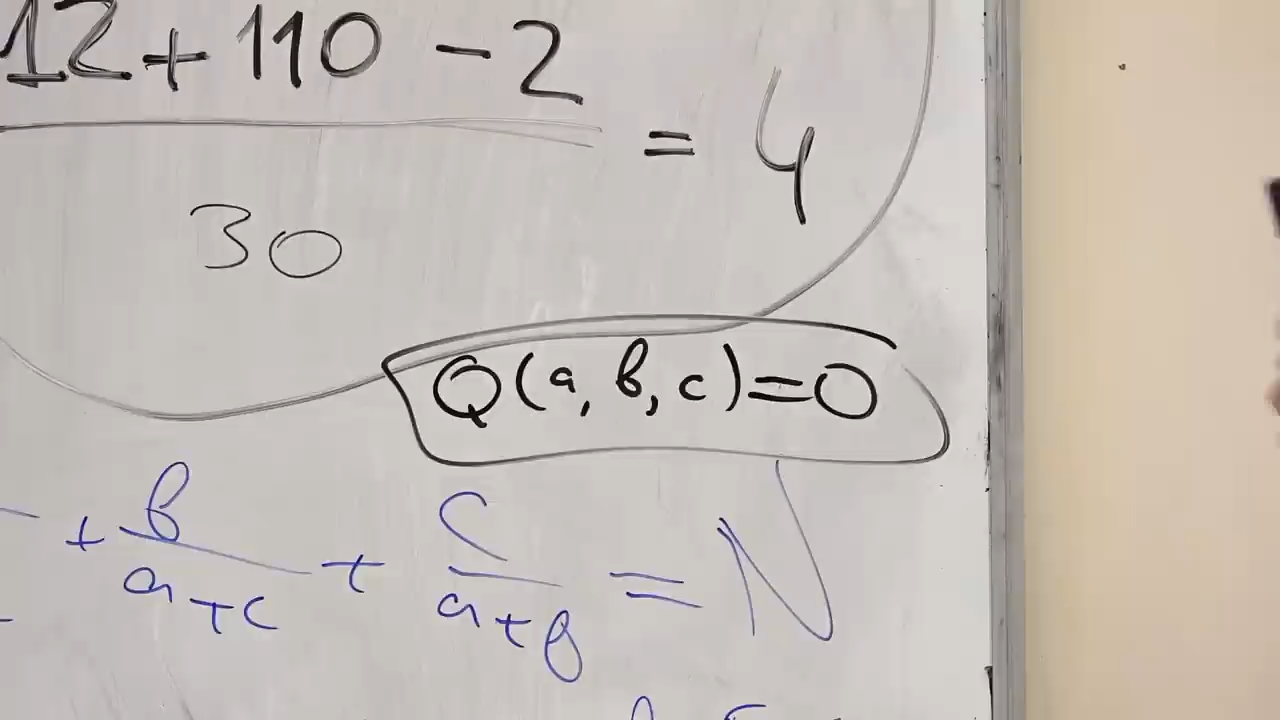 12 + 110 - 2
= 4
30
Q(a, b, c) = 0
+ b/(a+c) + c/(a+b) = N